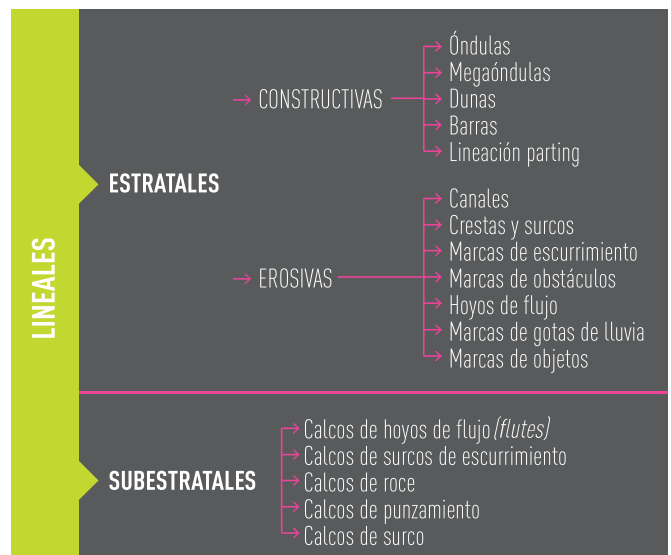 LINEALES
ESTRATALES
CONSTRUCTIVAS
Óndulas
Megaóndulas
Dunas
Barras
Lineación parting
EROSIVAS
Canales
Crestas y surcos
Marcas de escurrimiento
Marcas de obstáculos
Hoyos de flujo
Marcas de gotas de lluvia
Marcas de objetos
SUBESTRATALES
Calcos de hoyos de flujo (flutes)
Calcos de surcos de escurrimiento
Calcos de roce
Calcos de punzamiento
Calcos de surco